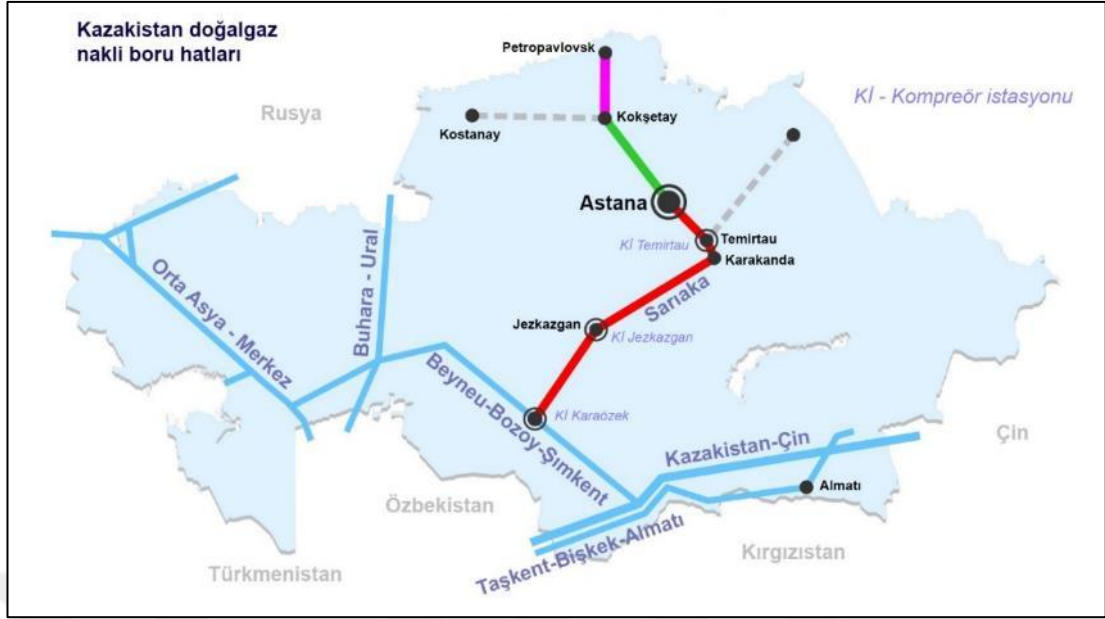 Kazakistan doğalgaz
nakli boru hatları
Petropavlovsk
Kİ - Kompreör istasyonu
Rusya
Kokşetay
Kostanay
Astana
Kİ Temirtau
Temirtau
Karakanda
Sarıaka
Orta Asya - Merkez
Buhara - Ural
Jezkazgan
Kİ Jezkazgan
Beyneu-Bozoy-Şımkent
Kİ Karaözek
Kazakistan-Çin
Çin
Almatı
Özbekistan
Taşkent-Bişkek-Almatı
Kırgızistan
Türkmenistan